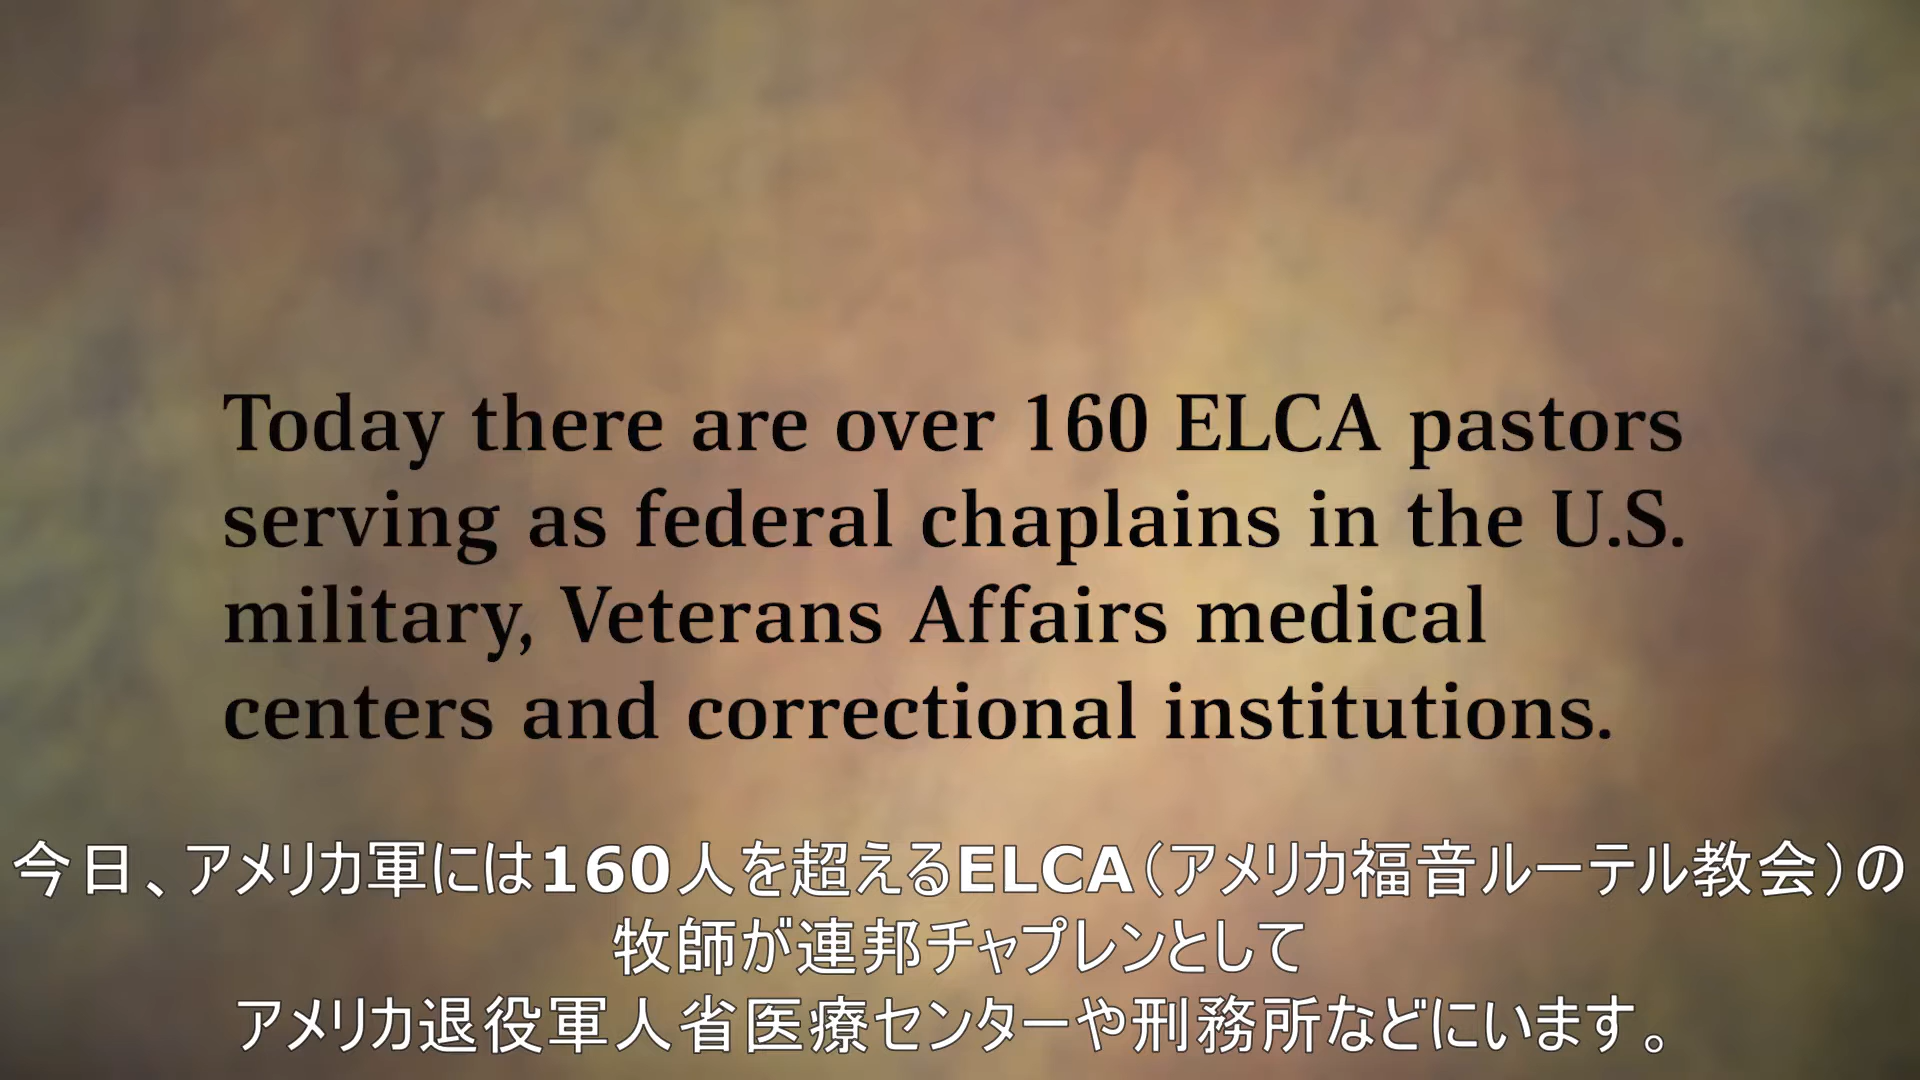 Today there are over 160 ELCA pastors
serving as federal chaplains in the U.S.
military, Veterans Affairs medical
centers and correctional institutions.
今日、アメリカ軍には160人を超えるELCA（アメリカ福音ルーテル教会）の
牧師が連邦チャプレンとして
アメリカ退役軍人省医療センターや刑務所などにいます。